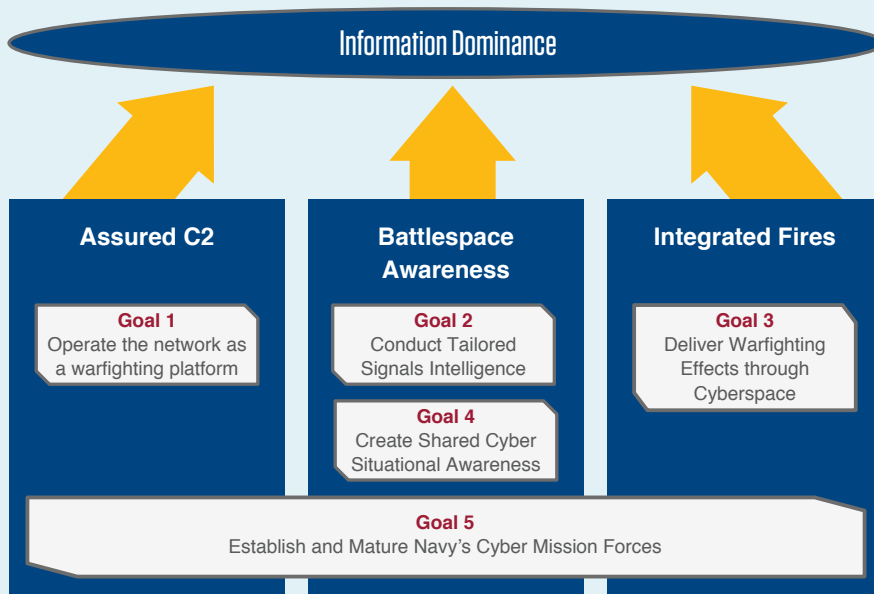 Information Dominance
Assured C2
Goal 1
Operate the network as
a warfighting platform
Battlespace
Awareness
Goal 2
Conduct Tailored
Signals Intelligence
Goal 4
Create Shared Cyber
Situational Awareness
Integrated Fires
Goal 3
Deliver Warfighting
Effects through
Cyberspace
Goal 5
Establish and Mature Navy's Cyber Mission Forces